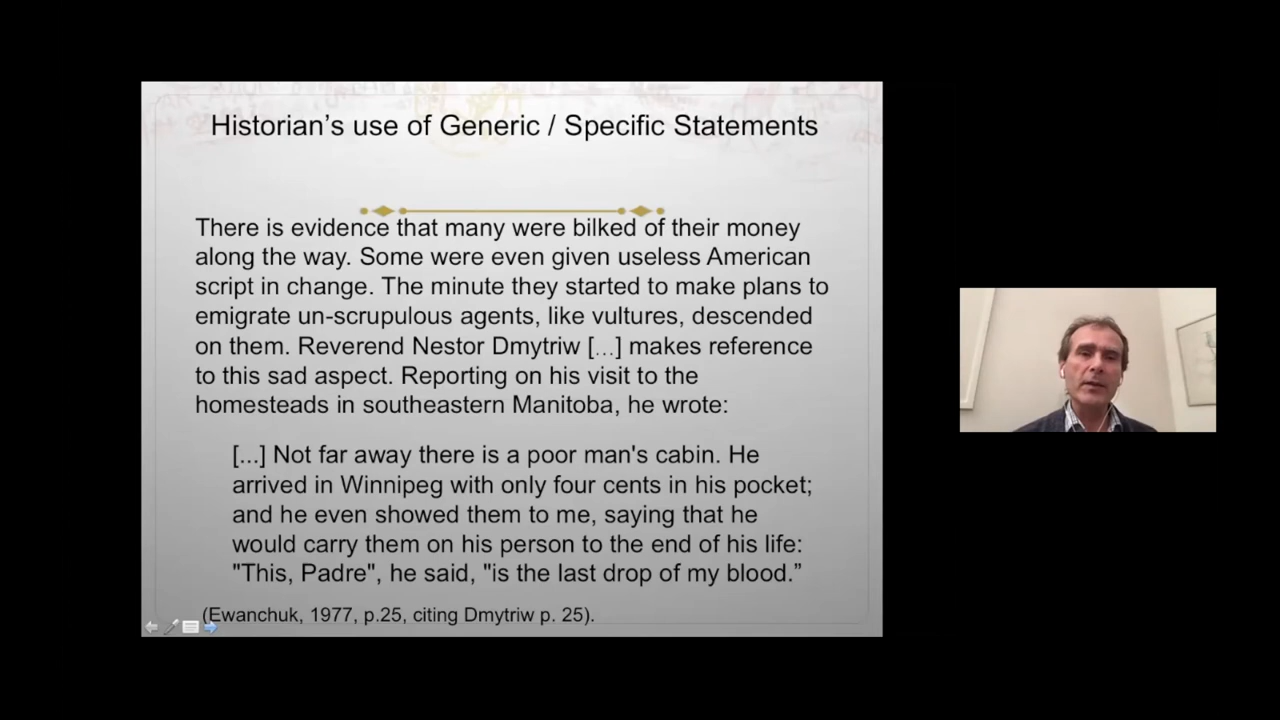 Historian’s use of Generic / Specific Statements
There is evidence that many were bilked of their money
along the way. Some were even given useless American
script in change. The minute they started to make plans to
emigrate un-scrupulous agents, like vultures, descended
on them. Reverend Nestor Dmytriw [...] makes reference
to this sad aspect. Reporting on his visit to the
homesteads in southeastern Manitoba, he wrote:
[...] Not far away there is a poor man's cabin. He
arrived in Winnipeg with only four cents in his pocket;
and he even showed them to me, saying that he
would carry them on his person to the end of his life:
"This, Padre", he said, "is the last drop of my blood.”
(Ewanchuk, 1977, p.25, citing Dmytriw p. 25).